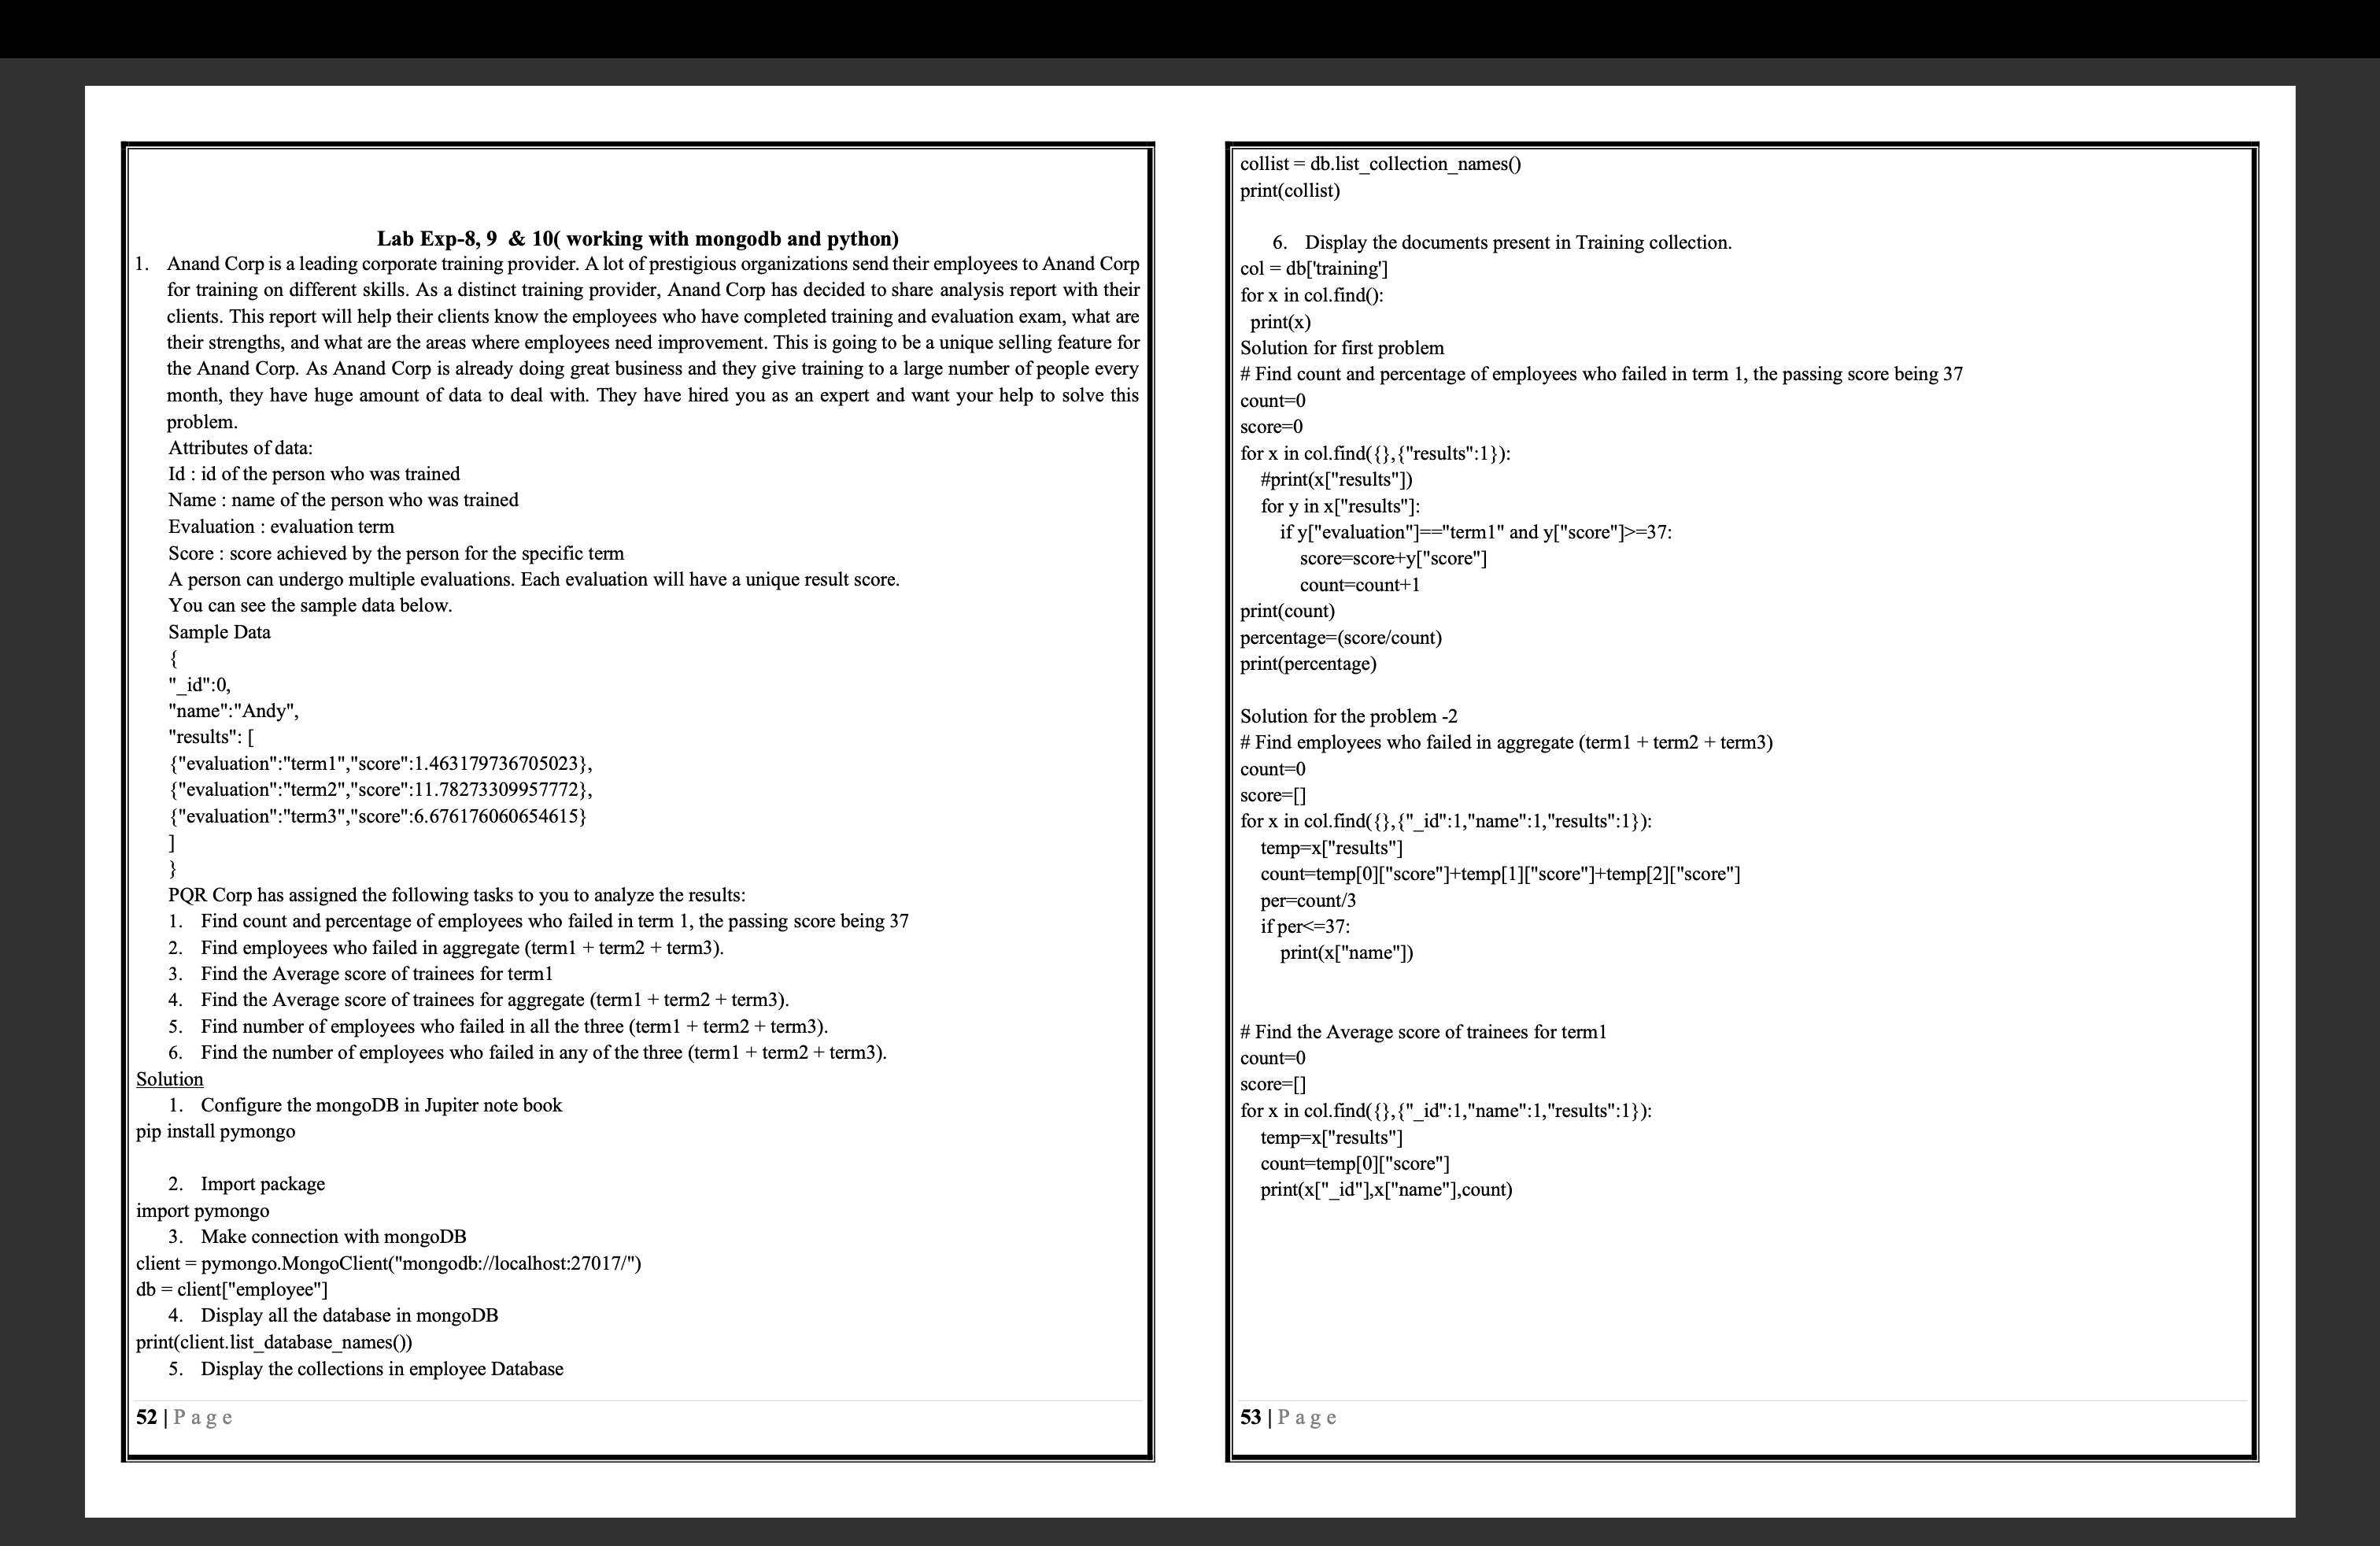 Lab Exp-8, 9 & 10( working with mongodb and python)
1. Anand Corp is a leading corporate training provider. A lot of prestigious organizations send their employees to Anand Corp
for training on different skills. As a distinct training provider, Anand Corp has decided to share analysis report with their
clients. This report will help their clients know the employees who have completed training and evaluation exam, what are
their strengths, and what are the areas where employees need improvement. This is going to be a unique selling feature for
the Anand Corp. As Anand Corp is already doing great business and they give training to a large number of people every
month, they have huge amount of data to deal with. They have hired you as an expert and want your help to solve this
problem.
Attributes of data:
Id : id of the person who was trained
Name : name of the person who was trained
Evaluation : evaluation term
Score : score achieved by the person for the specific term
A person can undergo multiple evaluations. Each evaluation will have a unique result score.
You can see the sample data below.
Sample Data
{
"_id":0,
"name":"Andy",
"results": [
{"evaluation":"term1","score":1.463179736705023},
{"evaluation":"term2","score":11.78273309957772},
{"evaluation":"term3","score":6.676176060654615}
]
}
PQR Corp has assigned the following tasks to you to analyze the results:
1. Find count and percentage of employees who failed in term 1, the passing score being 37
2. Find employees who failed in aggregate (term1 + term2 + term3).
3. Find the Average score of trainees for term1
4. Find the Average score of trainees for aggregate (term1 + term2 + term3).
5. Find number of employees who failed in all the three (term1 + term2 + term3).
6. Find the number of employees who failed in any of the three (term1 + term2 + term3).
Solution
1. Configure the mongoDB in Jupiter note book
pip install pymongo
2. Import package
import pymongo
3. Make connection with mongoDB
client = pymongo.MongoClient("mongodb://localhost:27017/")
db = client["employee"]
4. Display all the database in mongoDB
print(client.list_database_names())
5. Display the collections in employee Database
52 | P a g e
collist = db.list_collection_names()
print(collist)
6. Display the documents present in Training collection.
col = db['training']
for x in col.find():
print(x)
Solution for first problem
# Find count and percentage of employees who failed in term 1, the passing score being 37
count=0
score=0
for x in col.find({},{"results":1}):
#print(x["results"])
for y in x["results"]:
if y["evaluation"]=="term1" and y["score"]>=37:
score=score+y["score"]
count=count+1
print(count)
percentage=(score/count)
print(percentage)
Solution for the problem -2
# Find employees who failed in aggregate (term1 + term2 + term3)
count=0
score=[]
for x in col.find({},{"_id":1,"name":1,"results":1}):
temp=x["results"]
count=temp[0]["score"]+temp[1]["score"]+temp[2]["score"]
per=count/3
if per<=37:
print(x["name"])
# Find the Average score of trainees for term1
count=0
score=[]
for x in col.find({},{"_id":1,"name":1,"results":1}):
temp=x["results"]
count=temp[0]["score"]
print(x["_id"],x["name"],count)
53 | P a g e